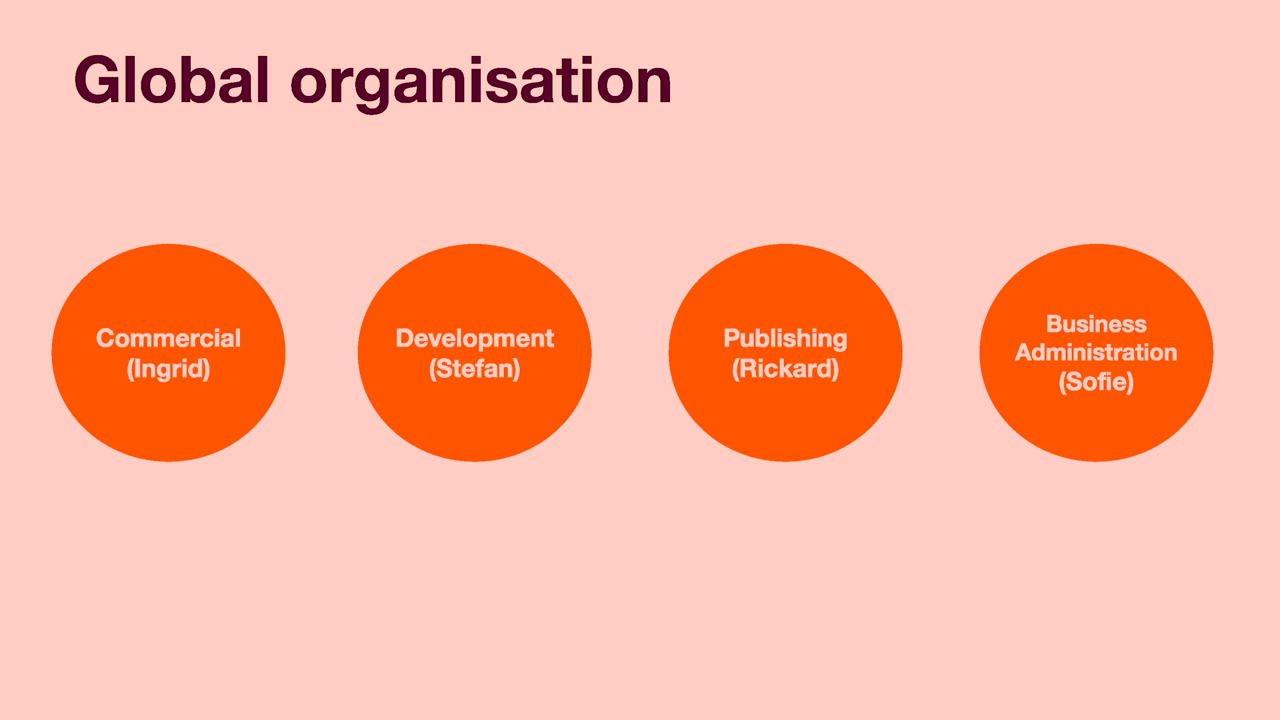 Global organisation
Commercial
(Ingrid)
Development
(Stefan)
Publishing
(Rickard)
Business
Administration
(Sofie)